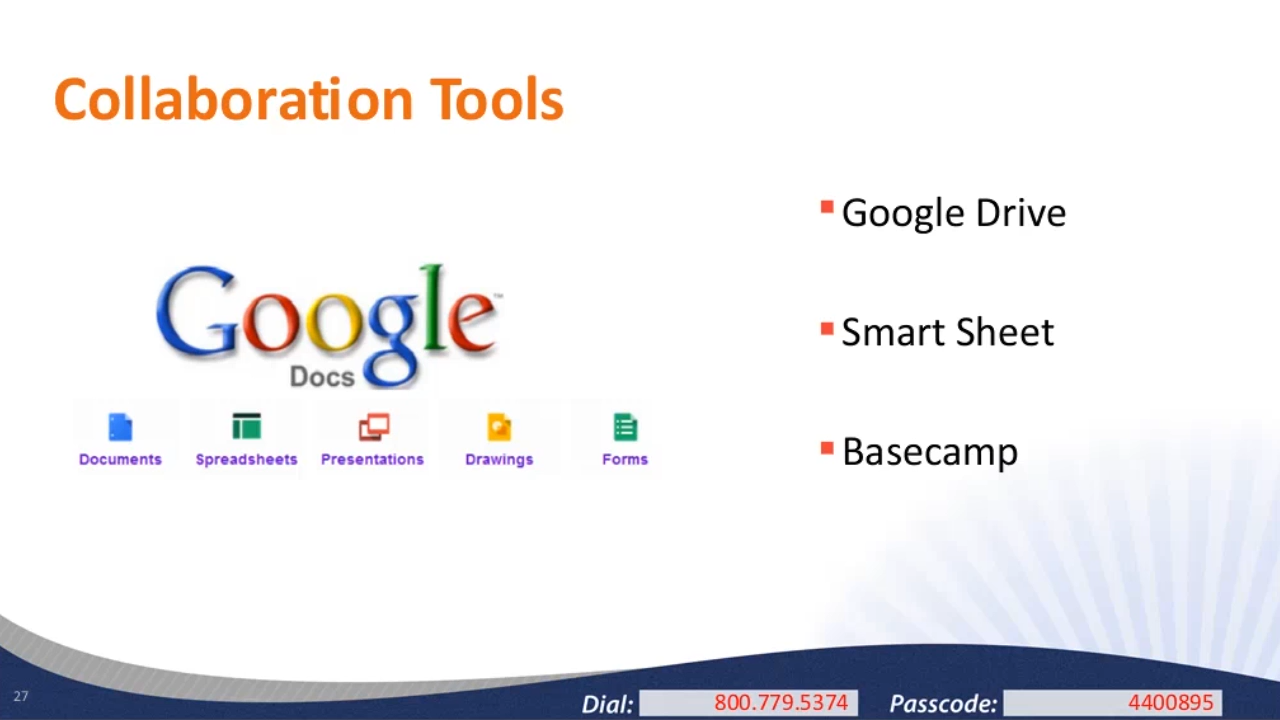 Collaboration Tools
Google™
Docs
Documents Spreadsheets Presentations Drawings Forms
Google Drive
Smart Sheet
Basecamp
27
Dial: 800.779.5374 Passcode: 4400895